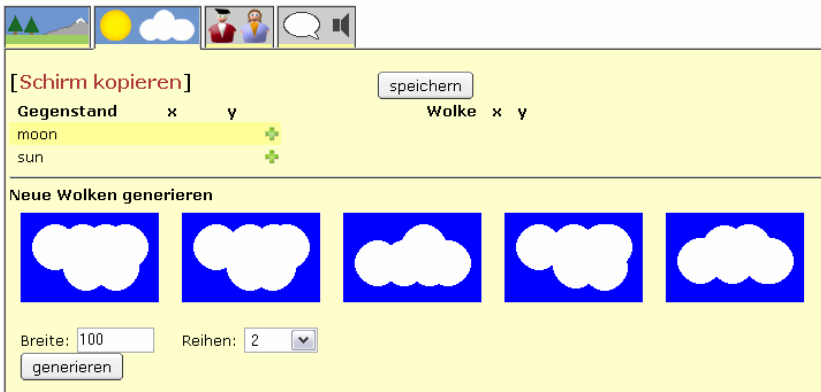 [Schirm kopieren]
speichern
Gegenstand x y
Wolke x y
moon
sun
Neue Wolken generieren
Breite: 100 Reihen: 2
generieren